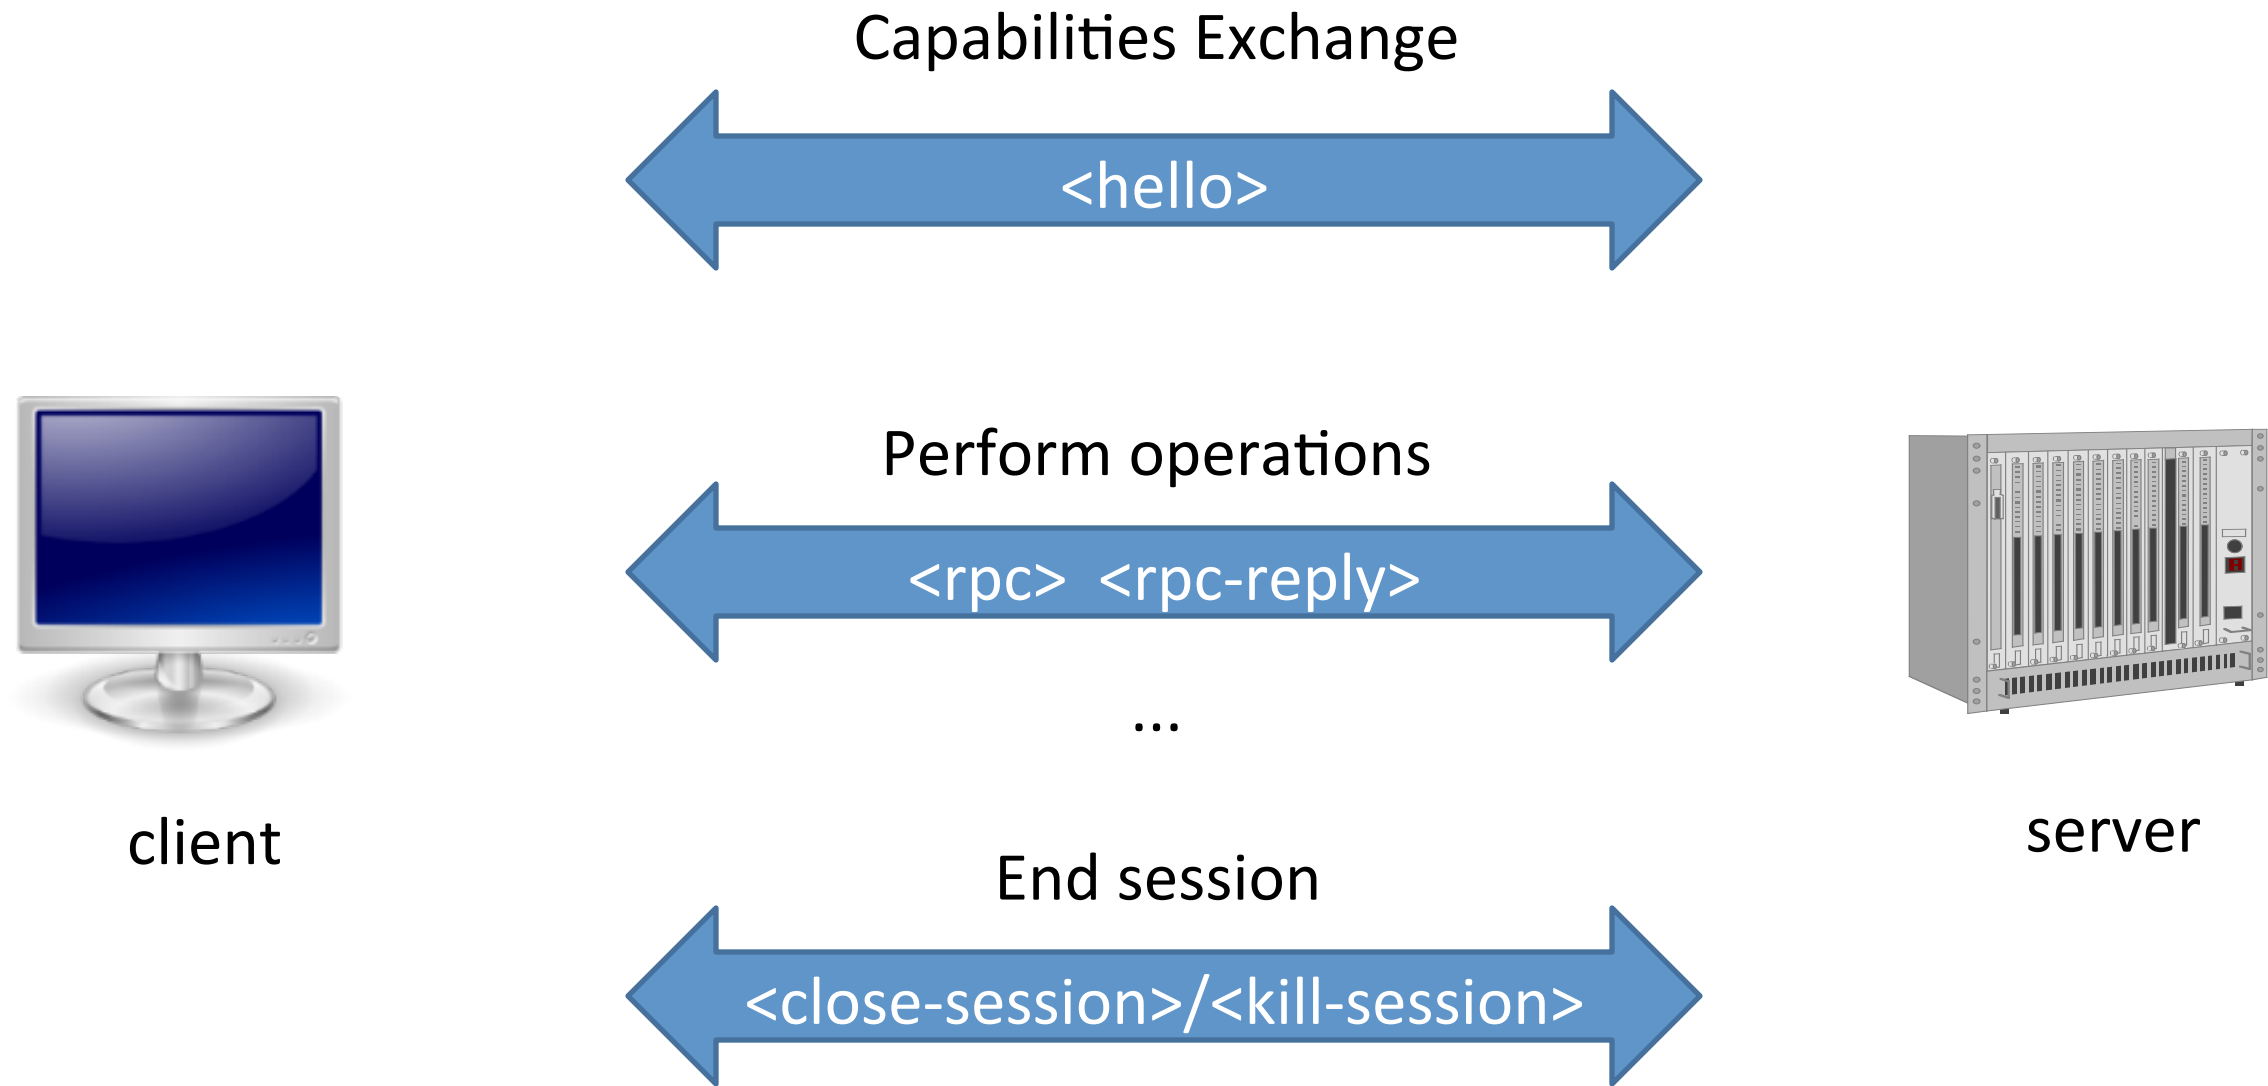 Capabilities Exchange
<hello>
Perform operations
<rpc>  <rpc-reply>
...
client
server
End session
<close-session>/<kill-session>